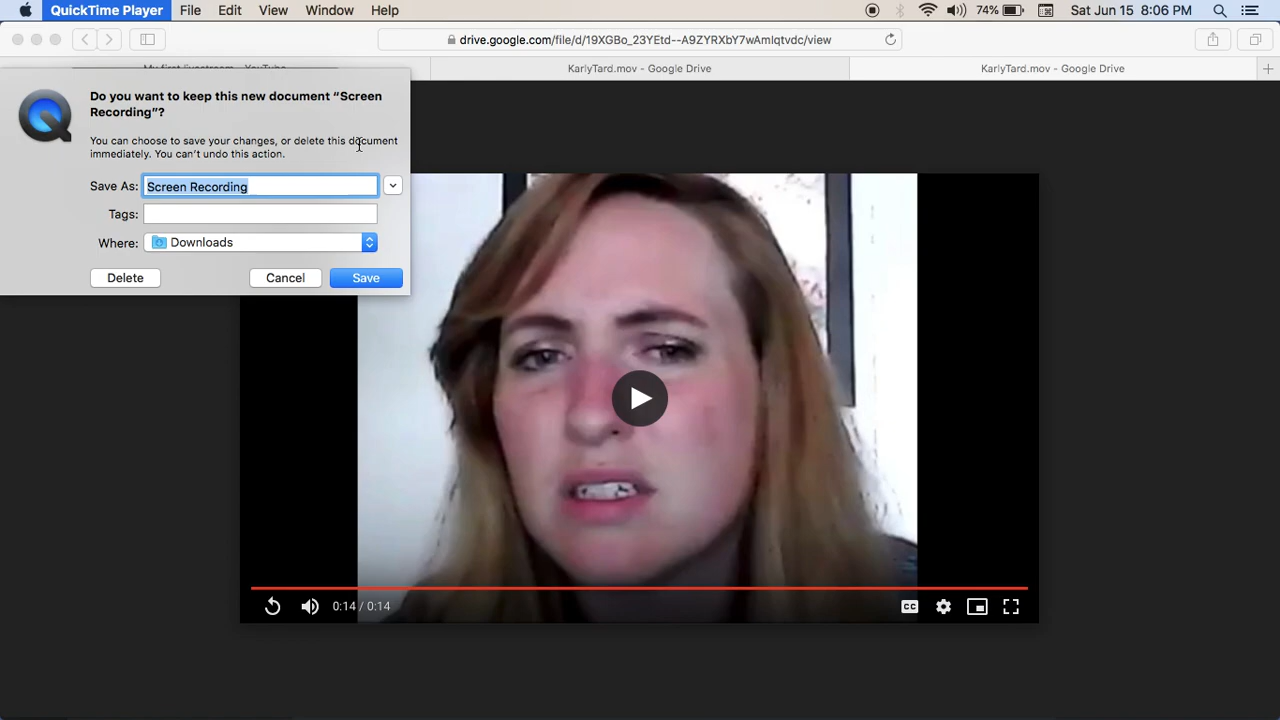 QuickTime Player File Edit View Window Help 74% Sat Jun 15 8:06 PM
drive.google.com/file/d/19XGBo_23YEtd--A9ZYRXbY7wAmIqtvdc/view
KarlyTard.mov - Google Drive KarlyTard.mov - Google Drive
Do you want to keep this new document “Screen
Recording”?
You can choose to save your changes, or delete this document
immediately. You can’t undo this action.
Save As: Screen Recording
Tags:
Where: Downloads
Delete Cancel Save
0:14 / 0:14 CC